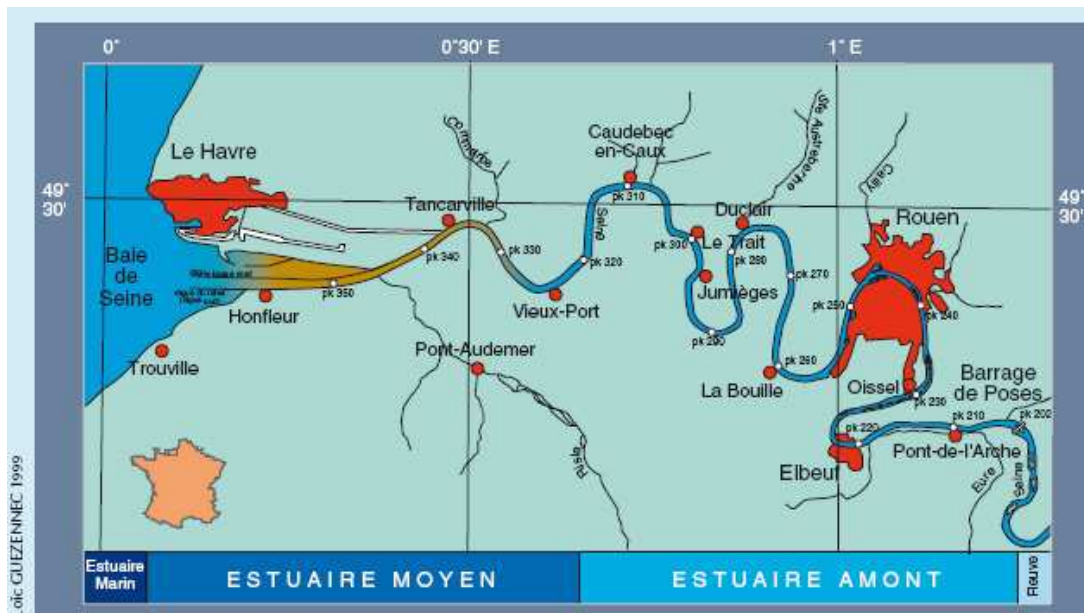 0°
0°30' E
1° E
49°
30'
49°
30'
Le Havre
Baie
de
Seine
Trouville
Honfleur
Tancarville
Commerce
Pont-Audemer
Risle
Vieux-Port
Seine
Caudebec
en-Caux
Le Trait
Jumièges
Duclair
Ste Austreberthe
Cailly
Rouen
La Bouille
Oissel
Elbeuf
Barrage
de Poses
Pont-de-l'Arche
Eure
Seine
pk 350
pk 340
pk 330
pk 320
pk 310
pk 300
pk 290
pk 280
pk 270
pk 260
pk 250
pk 240
pk 230
pk 220
pk 210
pk 200
Estuaire
Marin
ESTUAIRE MOYEN
ESTUAIRE AMONT
Fleuve
Loïc GUEZENNEC 1999